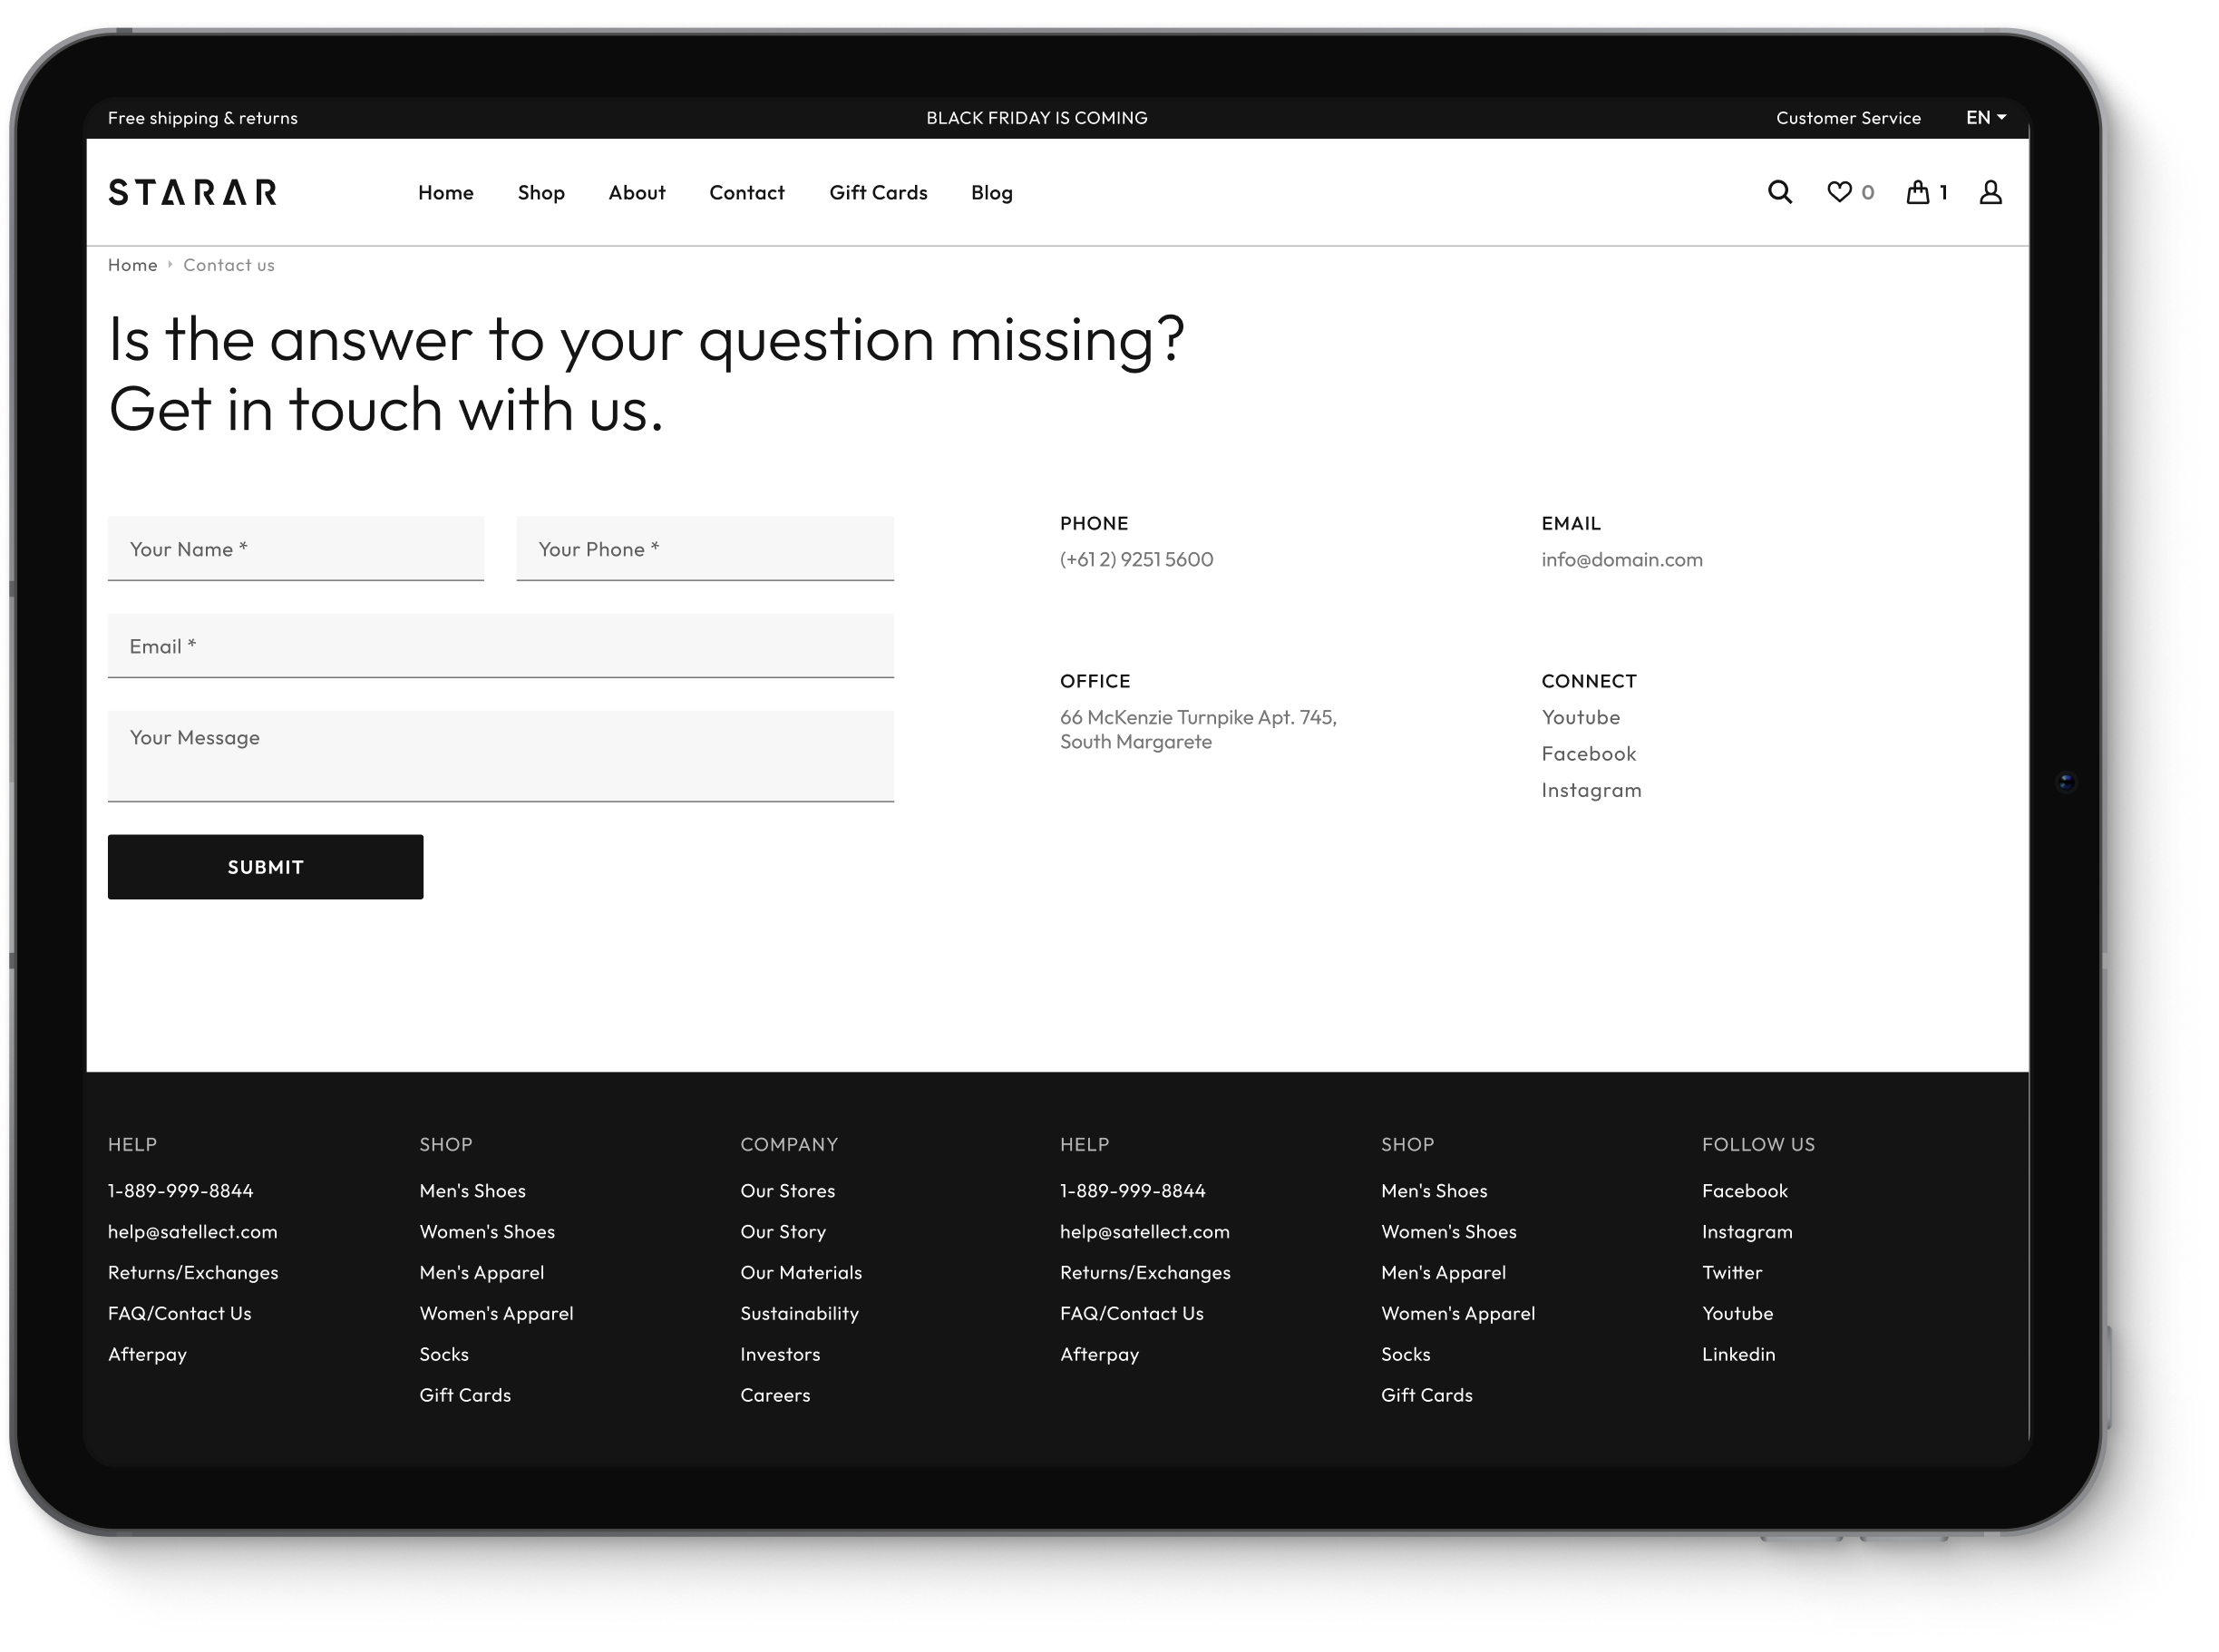 Free shipping & returns
BLACK FRIDAY IS COMING
Customer Service
EN
STARAR
Home
Shop
About
Contact
Gift Cards
Blog
0
1
Home
Contact us
Is the answer to your question missing?
Get in touch with us.
Your Name *
Your Phone *
Email *
Your Message
SUBMIT
PHONE
(+61 2) 9251 5600
EMAIL
info@domain.com
OFFICE
66 McKenzie Turnpike Apt. 745,
South Margarete
CONNECT
Youtube
Facebook
Instagram
HELP
1-889-999-8844
help@satellect.com
Returns/Exchanges
FAQ/Contact Us
Afterpay
SHOP
Men's Shoes
Women's Shoes
Men's Apparel
Women's Apparel
Socks
Gift Cards
COMPANY
Our Stores
Our Story
Our Materials
Sustainability
Investors
Careers
HELP
1-889-999-8844
help@satellect.com
Returns/Exchanges
FAQ/Contact Us
Afterpay
SHOP
Men's Shoes
Women's Shoes
Men's Apparel
Women's Apparel
Socks
Gift Cards
FOLLOW US
Facebook
Instagram
Twitter
Youtube
Linkedin